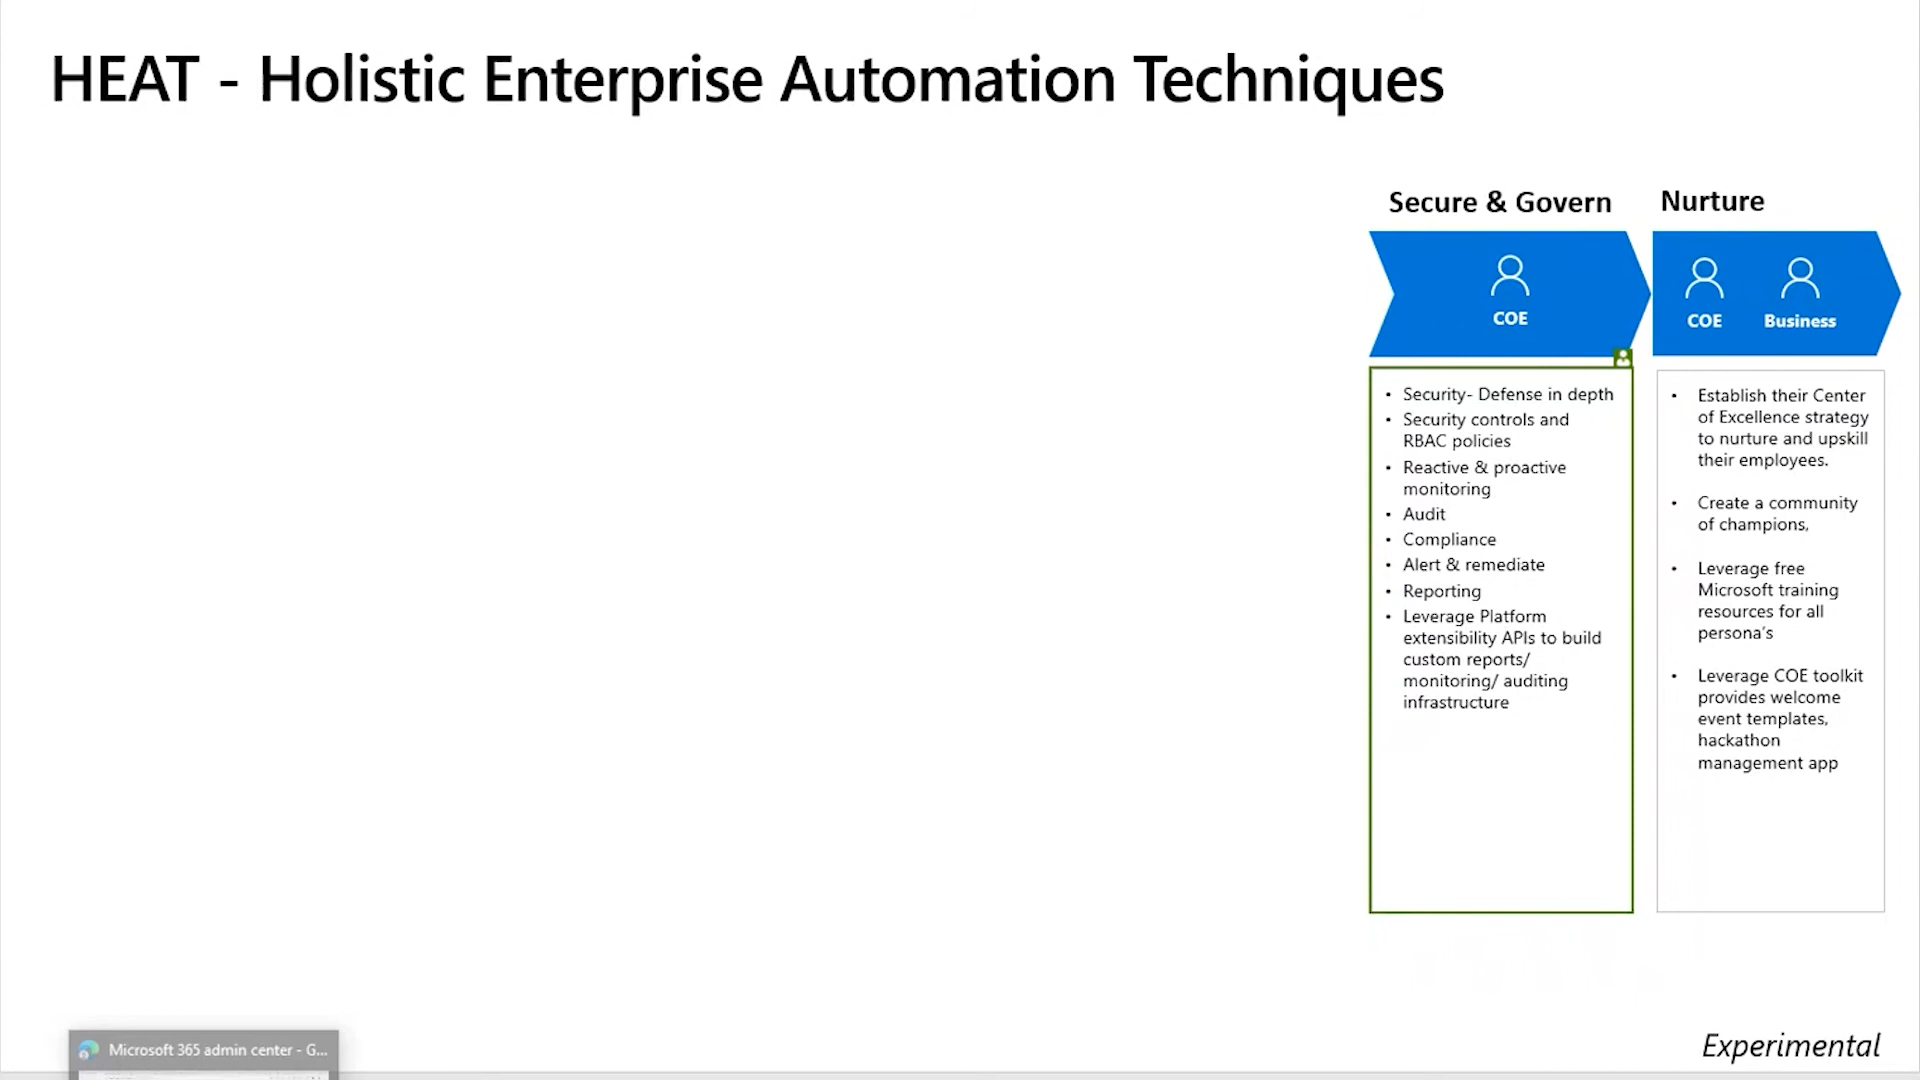 HEAT - Holistic Enterprise Automation Techniques
Secure & Govern
COE
• Security- Defense in depth
• Security controls and
RBAC policies
• Reactive & proactive
monitoring
• Audit
• Compliance
• Alert & remediate
• Reporting
• Leverage Platform
extensibility APIs to build
custom reports/
monitoring/ auditing
infrastructure
Nurture
COE
Business
• Establish their Center
of Excellence strategy
to nurture and upskill
their employees.
• Create a community
of champions,
• Leverage free
Microsoft training
resources for all
persona's
• Leverage COE toolkit
provides welcome
event templates,
hackathon
management app
Microsoft 365 admin center - G...
Experimental